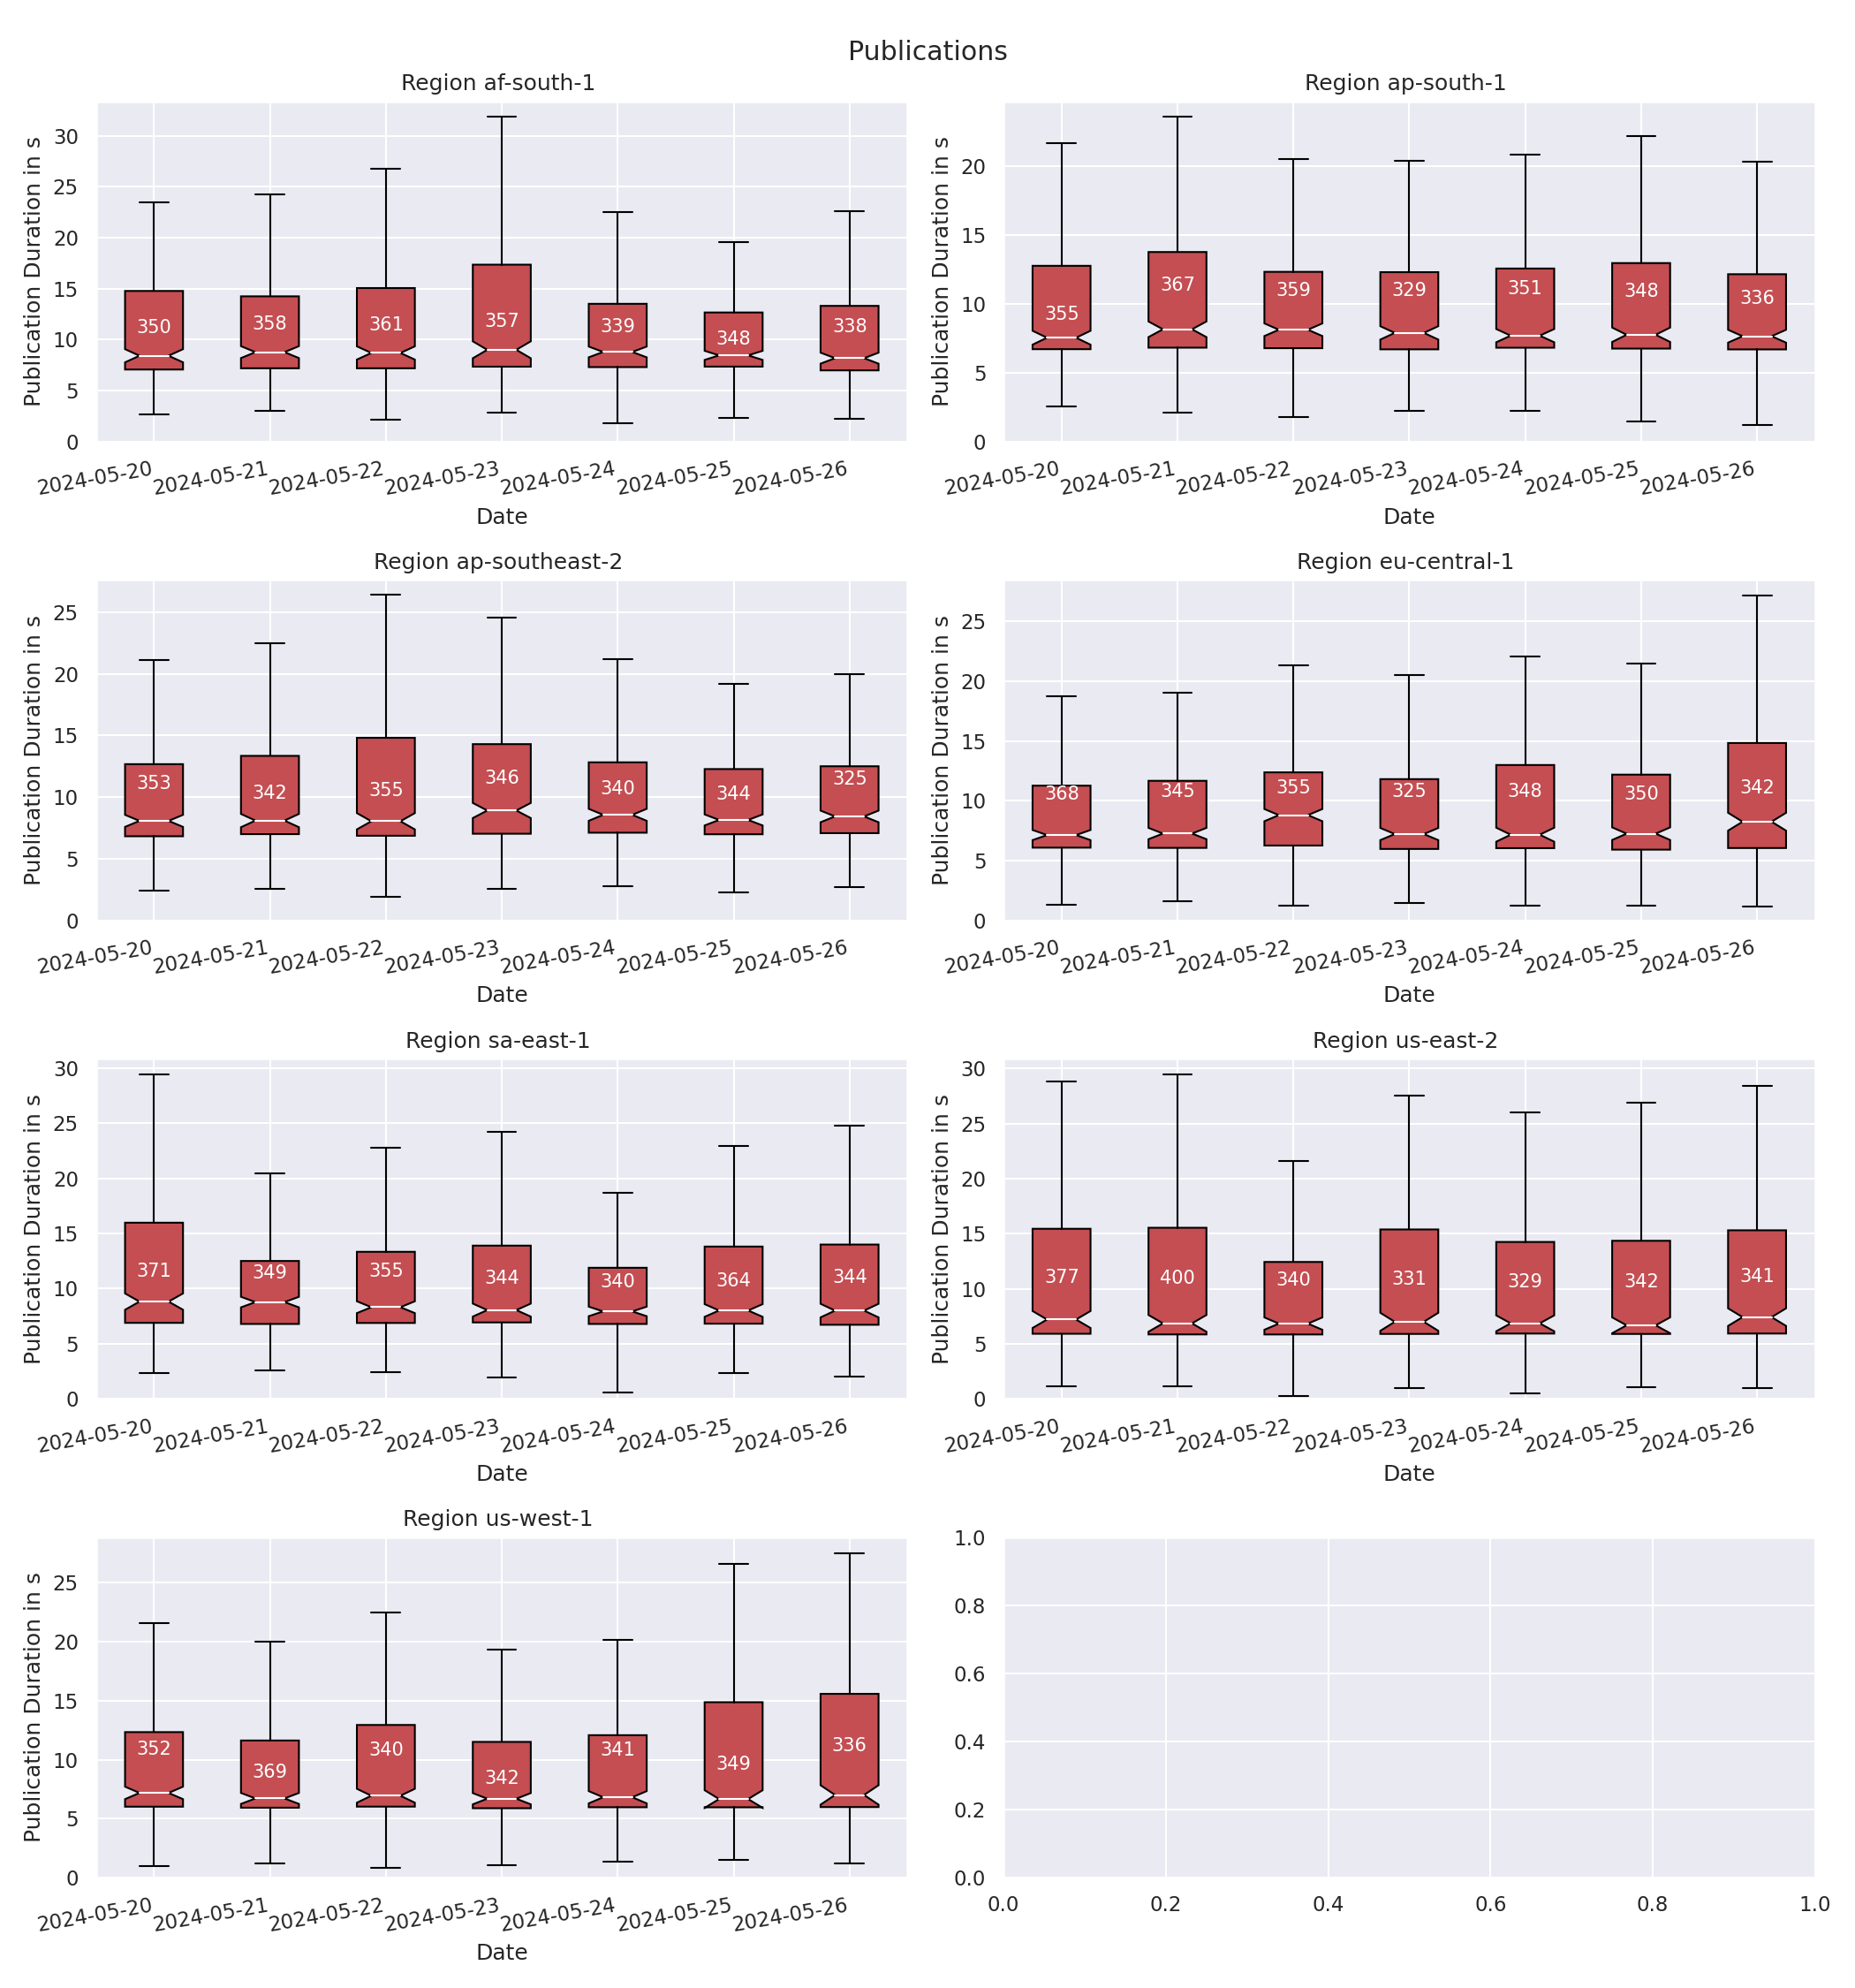 Publications
Region af-south-1
Publication Duration in s
30
25
20
15
10
5
0
350 358 361 357 339 348 338
2024-05-20 2024-05-21 2024-05-22 2024-05-23 2024-05-24 2024-05-25 2024-05-26
Date
Region ap-south-1
Publication Duration in s
20
15
10
5
0
355 367 359 329 351 348 336
2024-05-20 2024-05-21 2024-05-22 2024-05-23 2024-05-24 2024-05-25 2024-05-26
Date
Region ap-southeast-2
Publication Duration in s
25
20
15
10
5
0
353 342 355 346 340 344 325
2024-05-20 2024-05-21 2024-05-22 2024-05-23 2024-05-24 2024-05-25 2024-05-26
Date
Region eu-central-1
Publication Duration in s
25
20
15
10
5
0
368 345 355 325 348 350 342
2024-05-20 2024-05-21 2024-05-22 2024-05-23 2024-05-24 2024-05-25 2024-05-26
Date
Region sa-east-1
Publication Duration in s
30
25
20
15
10
5
0
371 349 355 344 340 364 344
2024-05-20 2024-05-21 2024-05-22 2024-05-23 2024-05-24 2024-05-25 2024-05-26
Date
Region us-east-2
Publication Duration in s
30
25
20
15
10
5
0
377 400 340 331 329 342 341
2024-05-20 2024-05-21 2024-05-22 2024-05-23 2024-05-24 2024-05-25 2024-05-26
Date
Region us-west-1
Publication Duration in s
25
20
15
10
5
0
352 369 340 342 341 349 336
2024-05-20 2024-05-21 2024-05-22 2024-05-23 2024-05-24 2024-05-25 2024-05-26
Date
1.0
0.8
0.6
0.4
0.2
0.0
0.0 0.2 0.4 0.6 0.8 1.0